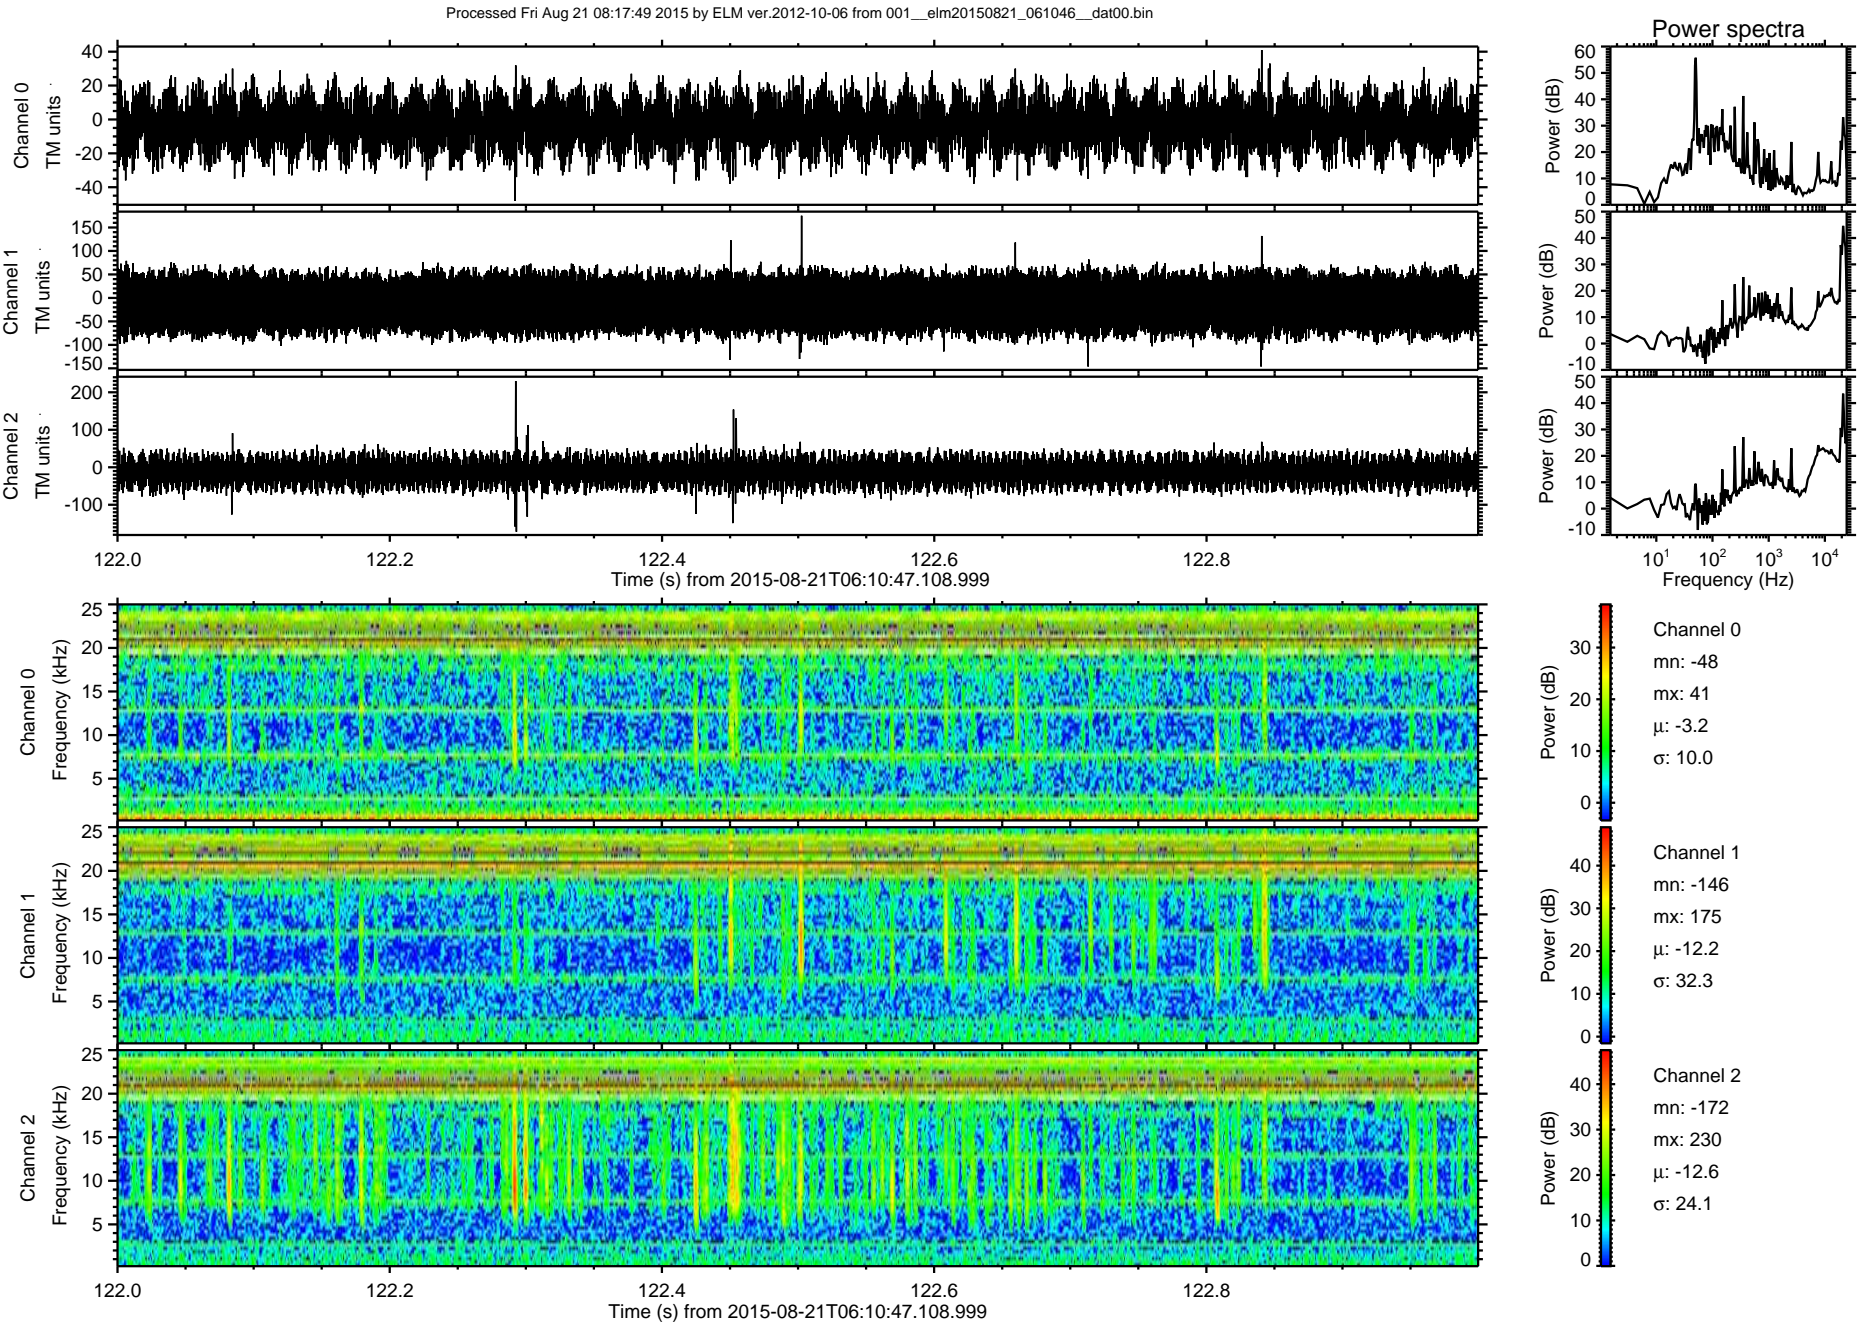 Processed Fri Aug 21 08:17:49 2015 by ELM ver.2012-10-06 from 001__elm20150821_061046__dat00.bin
Power spectra
Channel 0
TM units
40
20
0
-20
-40
Power (dB)
60
50
40
30
20
10
0
Channel 1
TM units
150
100
50
0
-50
-100
-150
Power (dB)
50
40
30
20
10
0
-10
Channel 2
TM units
200
100
0
-100
Power (dB)
50
40
30
20
10
0
-10
122.0 122.2 122.4 122.6 122.8
Time (s) from 2015-08-21T06:10:47.108.999
10¹ 10² 10³ 10⁴
Frequency (Hz)
Channel 0
Frequency (kHz)
25
20
15
10
5
Power (dB)
30
20
10
0
Channel 0
mn: -48
mx: 41
μ: -3.2
σ: 10.0
Channel 1
Frequency (kHz)
25
20
15
10
5
Power (dB)
40
30
20
10
0
Channel 1
mn: -146
mx: 175
μ: -12.2
σ: 32.3
Channel 2
Frequency (kHz)
25
20
15
10
5
Power (dB)
40
30
20
10
0
Channel 2
mn: -172
mx: 230
μ: -12.6
σ: 24.1
122.0 122.2 122.4 122.6 122.8
Time (s) from 2015-08-21T06:10:47.108.999